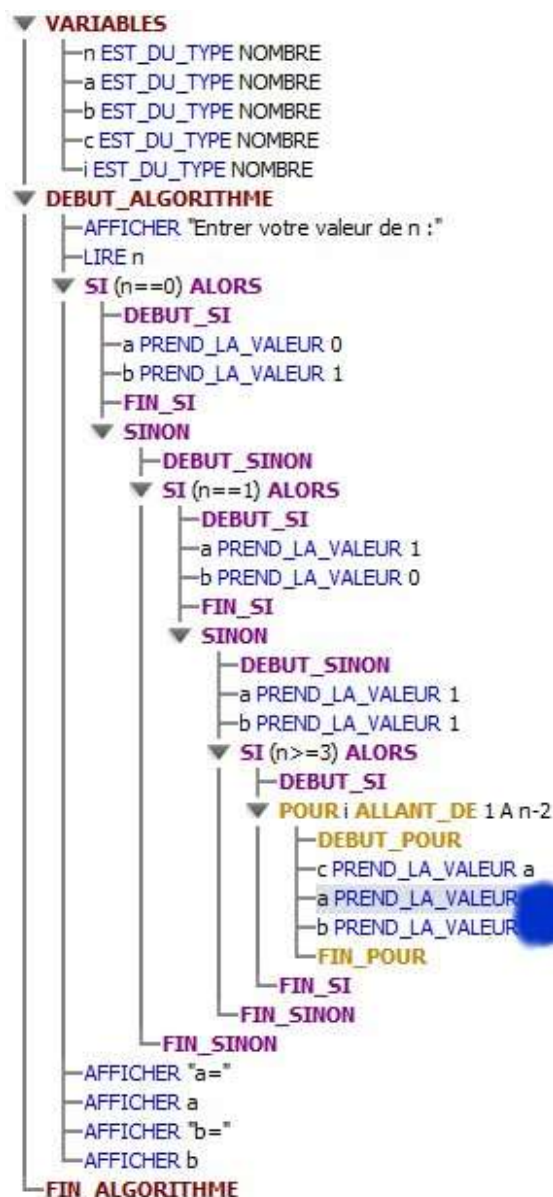 VARIABLES
n EST_DU_TYPE NOMBRE
a EST_DU_TYPE NOMBRE
b EST_DU_TYPE NOMBRE
c EST_DU_TYPE NOMBRE
i EST_DU_TYPE NOMBRE
DEBUT_ALGORITHME
AFFICHER "Entrer votre valeur de n :"
LIRE n
SI (n==0) ALORS
DEBUT_SI
a PREND_LA_VALEUR 0
b PREND_LA_VALEUR 1
FIN_SI
SINON
DEBUT_SINON
SI (n==1) ALORS
DEBUT_SI
a PREND_LA_VALEUR 1
b PREND_LA_VALEUR 0
FIN_SI
SINON
DEBUT_SINON
a PREND_LA_VALEUR 1
b PREND_LA_VALEUR 1
SI (n>=3) ALORS
DEBUT_SI
POUR i ALLANT_DE 1 A n-2
DEBUT_POUR
c PREND_LA_VALEUR a
a PREND_LA_VALEUR
b PREND_LA_VALEUR
FIN_POUR
FIN_SI
FIN_SINON
FIN_SINON
AFFICHER "a="
AFFICHER a
AFFICHER "b="
AFFICHER b
FIN_ALGORITHME